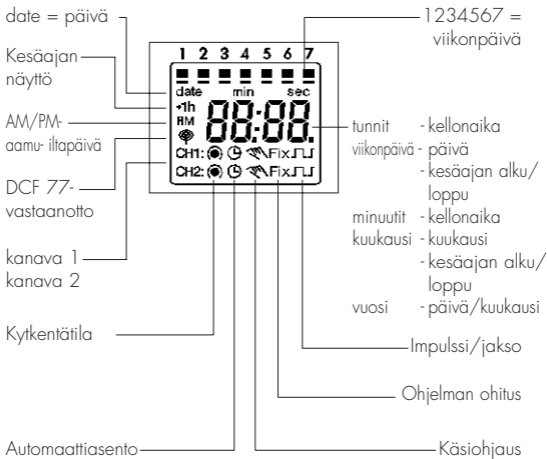 date = päivä
1234567 =
viikonpäivä
Kesäajan
näyttö
AM/PM-
aamu- iltapäivä
DCF 77-
vastaanotto
kanava 1
kanava 2
Kytkentätila
Automaattiasento
1 2 3 4 5 6 7
date min sec
+1h
AM
88:88.
CH1: Fix
CH2: Fix
tunnit - kellonaika
viikonpäivä - päivä
- kesäajan alku/
loppu
minuutit - kellonaika
kuukausi - kuukausi
- kesäajan alku/
loppu
vuosi - päivä/kuukausi
Impulssi/jakso
Ohjelman ohitus
Käsiohjaus